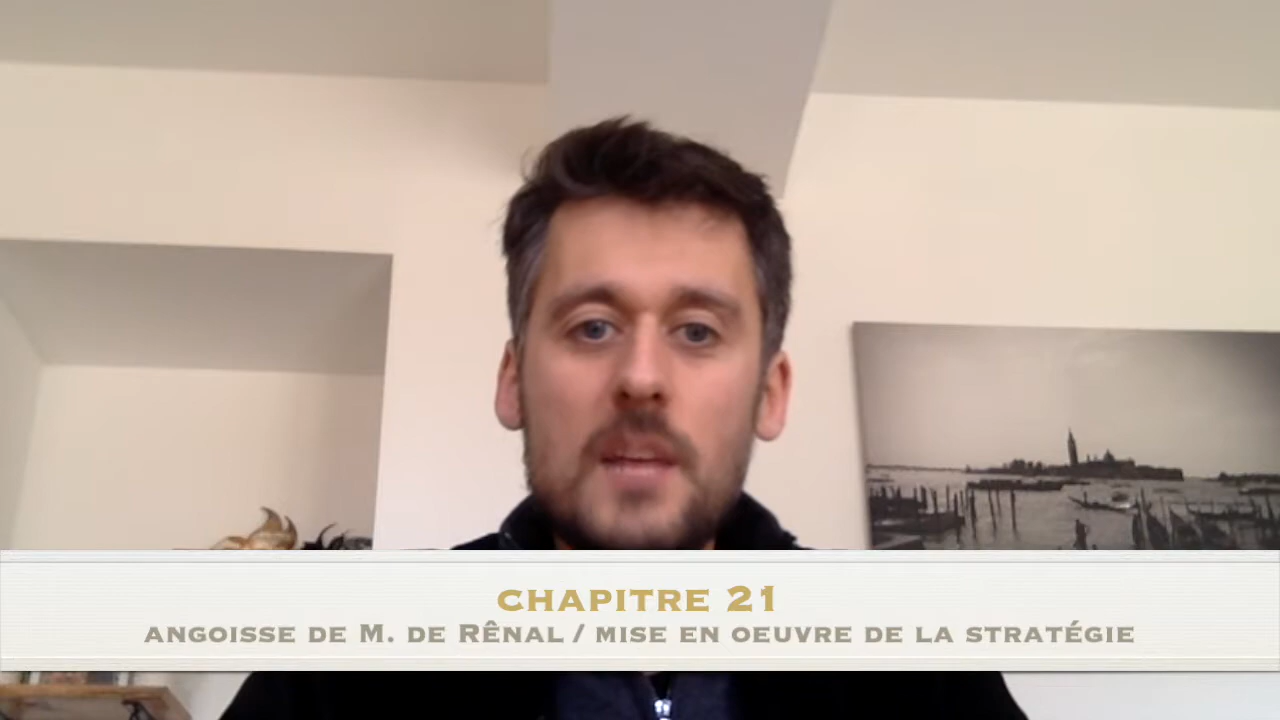 CHAPITRE 21
ANGOISSE DE M. DE RÊNAL / MISE EN OEUVRE DE LA STRATÉGIE